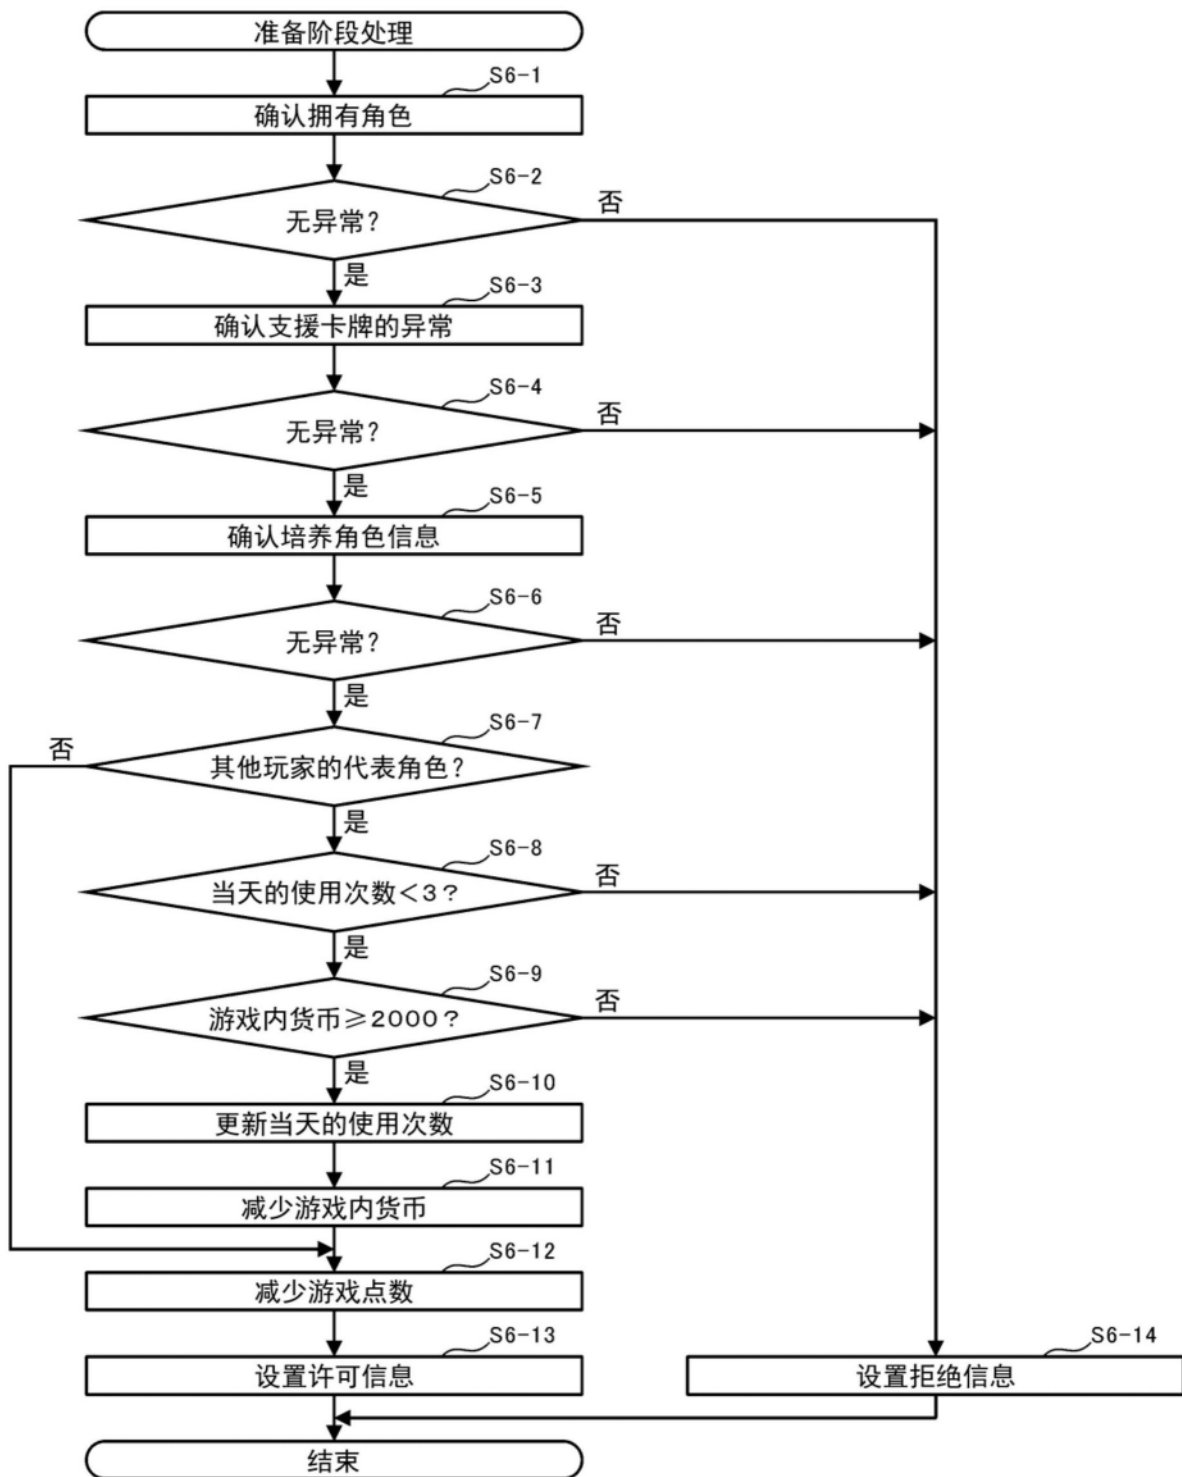 准备阶段处理
S6-1
确认拥有角色
S6-2
无异常?
否
是
S6-3
确认支援卡牌的异常
S6-4
无异常?
否
是
S6-5
确认培养角色信息
S6-6
无异常?
否
是
S6-7
否
其他玩家的代表角色?
是
S6-8
当天的使用次数<3?
否
是
S6-9
游戏内货币≥2000?
否
是
S6-10
更新当天的使用次数
S6-11
减少游戏内货币
S6-12
减少游戏点数
S6-13
设置许可信息
S6-14
设置拒绝信息
结束